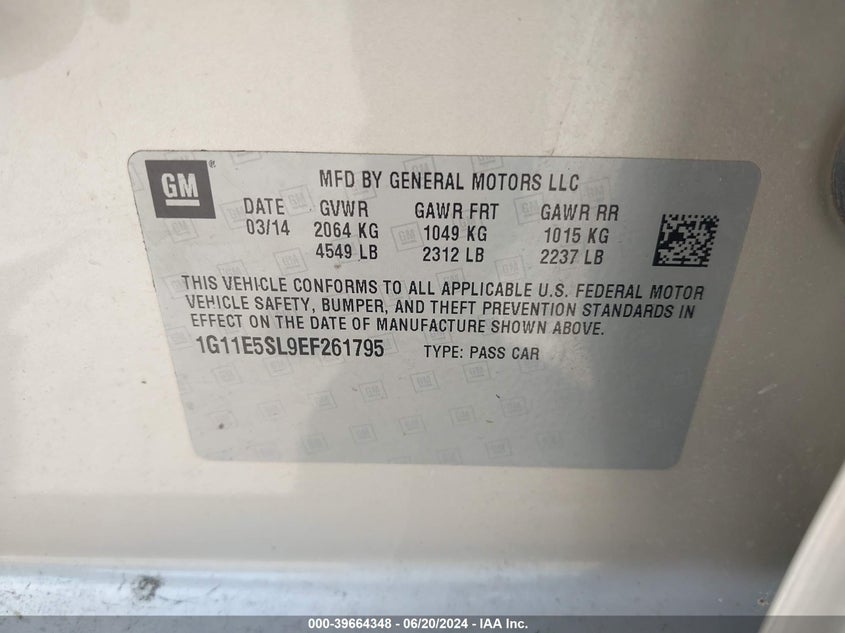 GM ® MFD BY GENERAL MOTORS LLC
DATE GVWR GAWR FRT GAWR RR
03/14 2064 KG 1049 KG 1015 KG
4549 LB 2312 LB 2237 LB
THIS VEHICLE CONFORMS TO ALL APPLICABLE U.S. FEDERAL MOTOR
VEHICLE SAFETY, BUMPER, AND THEFT PREVENTION STANDARDS IN
EFFECT ON THE DATE OF MANUFACTURE SHOWN ABOVE.
1G11E5SL9EF261795 TYPE: PASS CAR
000-39664348 - 06/20/2024 - IAA Inc.